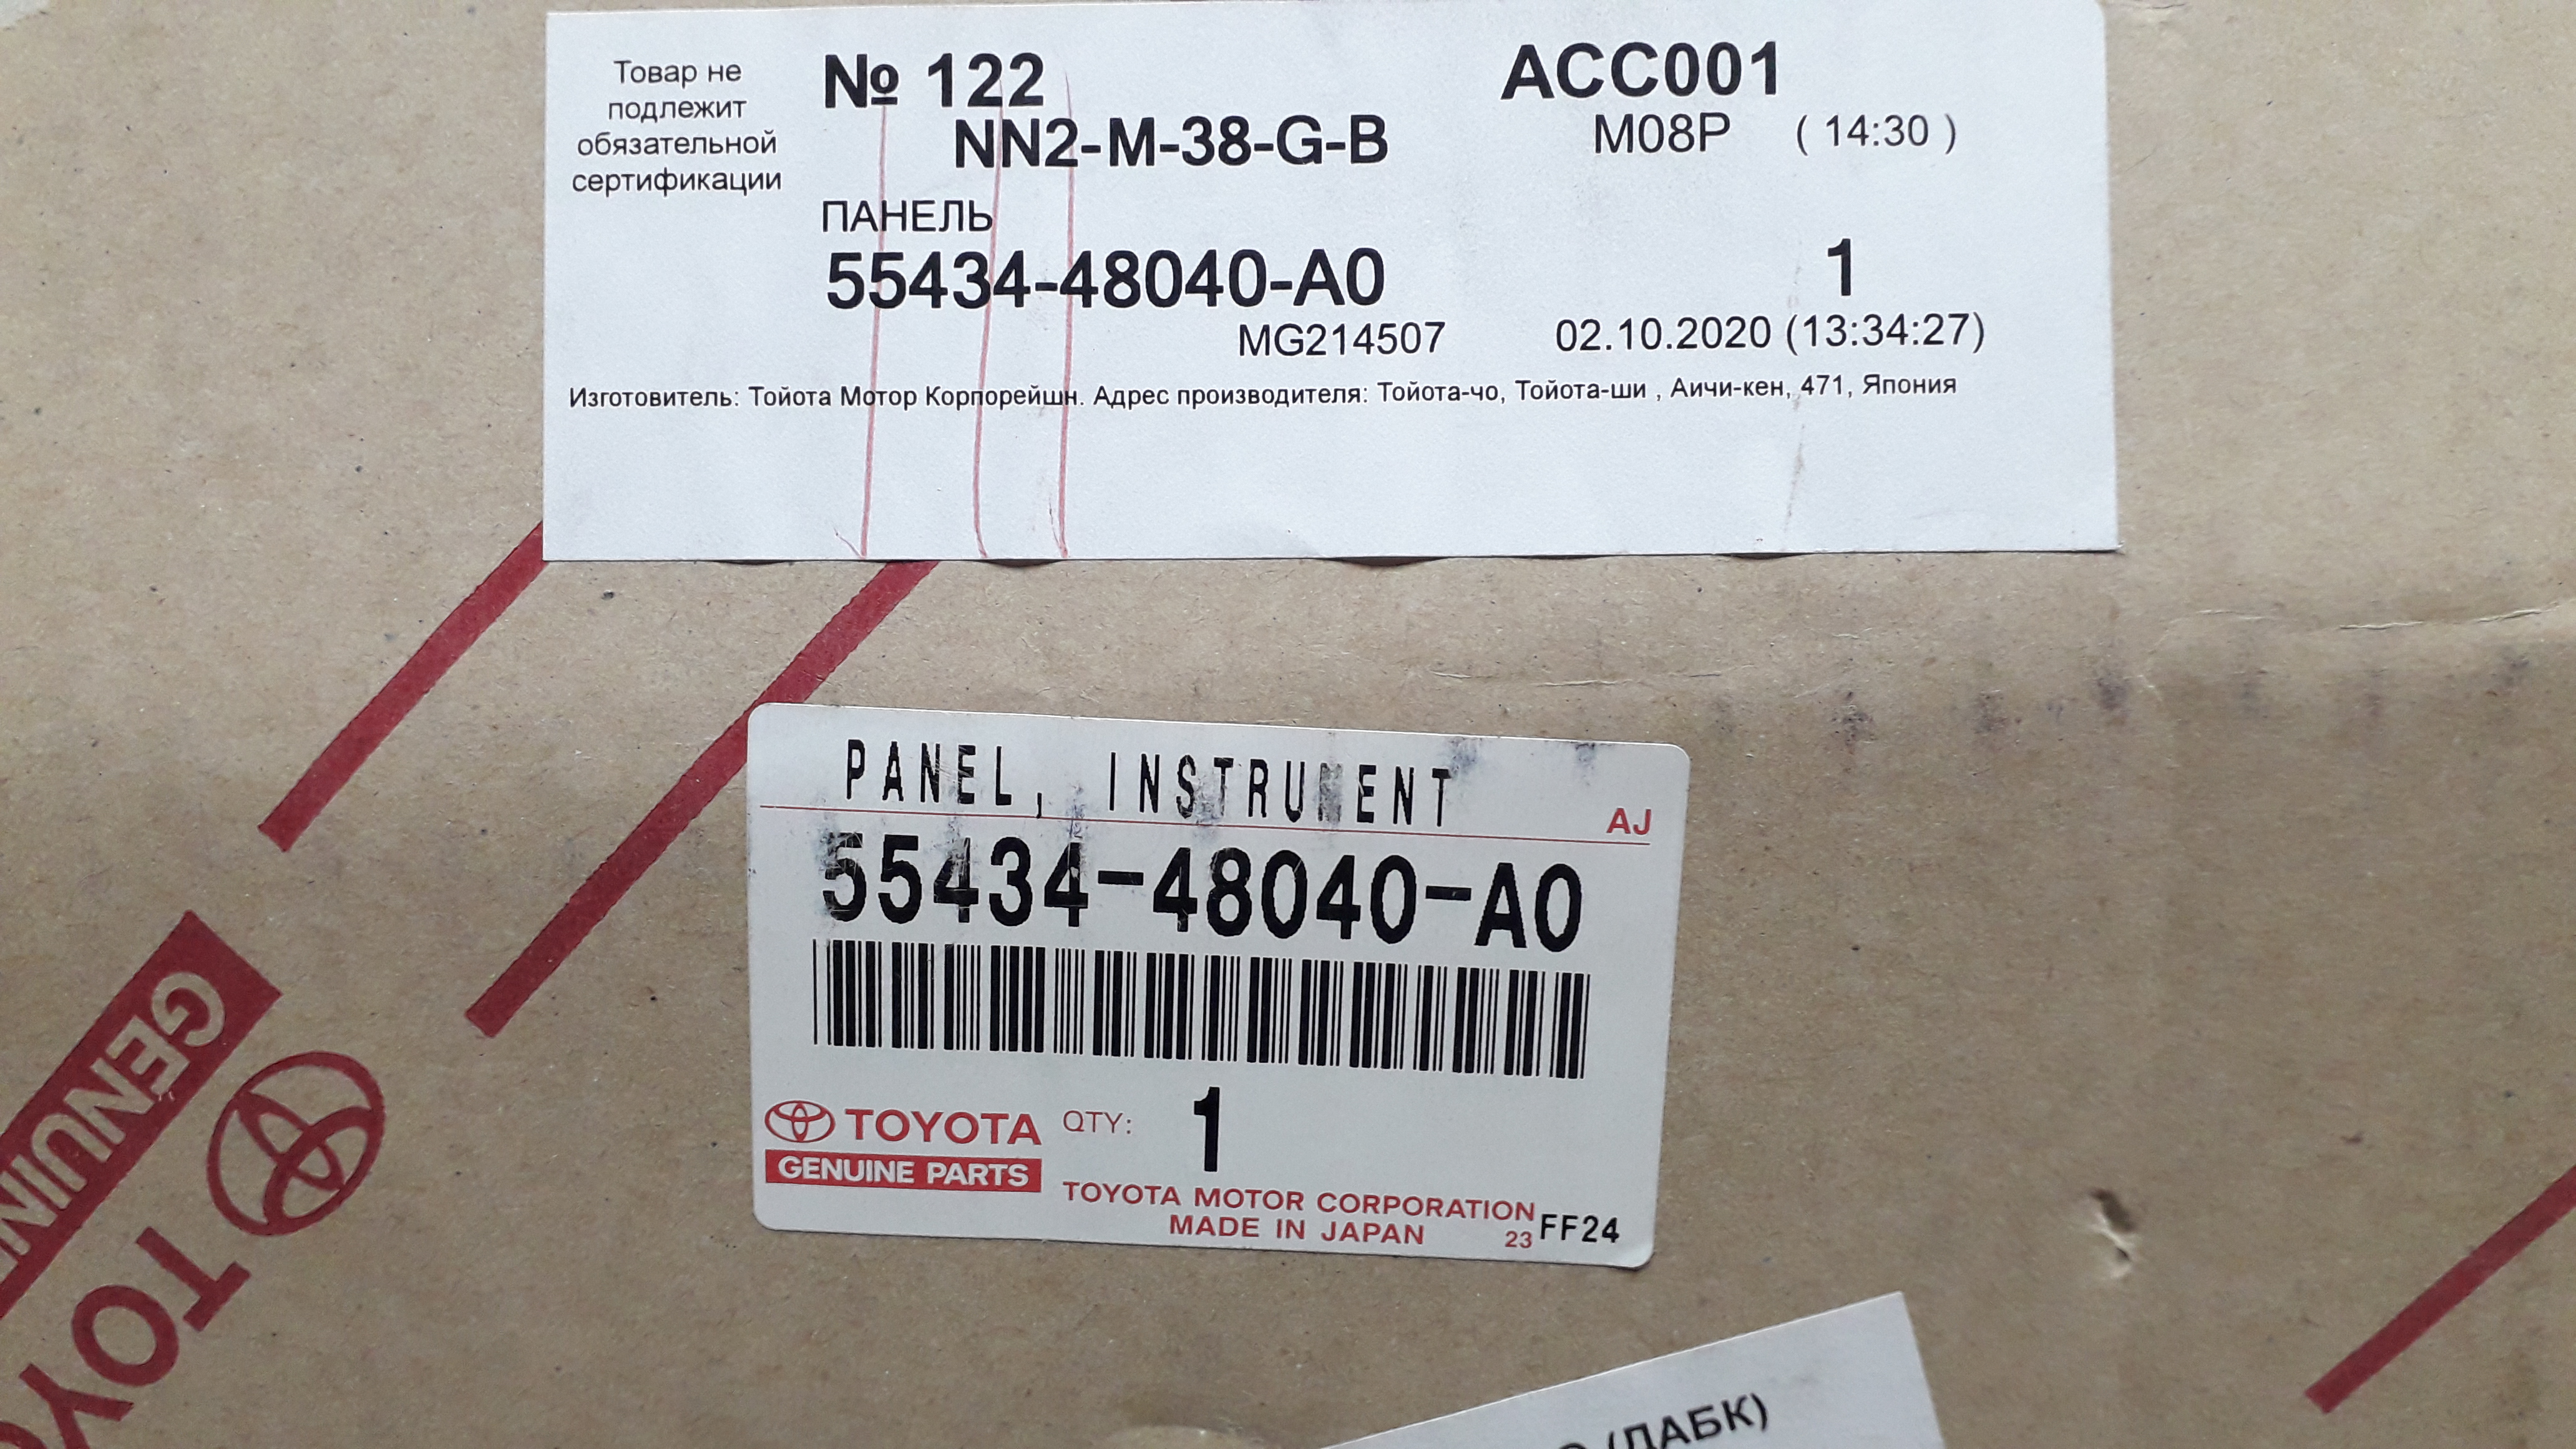 Товар не
подлежит
обязательной
сертификации
№ 122
NN2-M-38-G-B
ACC001
M08P ( 14:30 )
ПАНЕЛЬ
55434-48040-A0
1
MG214507
02.10.2020 (13:34:27)
Изготовитель: Тойота Мотор Корпорейшн. Адрес производителя: Тойота-чо, Тойота-ши , Аичи-кен, 471, Япония
PANEL, INSTRUMENT
AJ
55434-48040-A0
TOYOTA
GENUINE PARTS
QTY: 1
TOYOTA MOTOR CORPORATION
MADE IN JAPAN
23 FF24
(ДАБК)